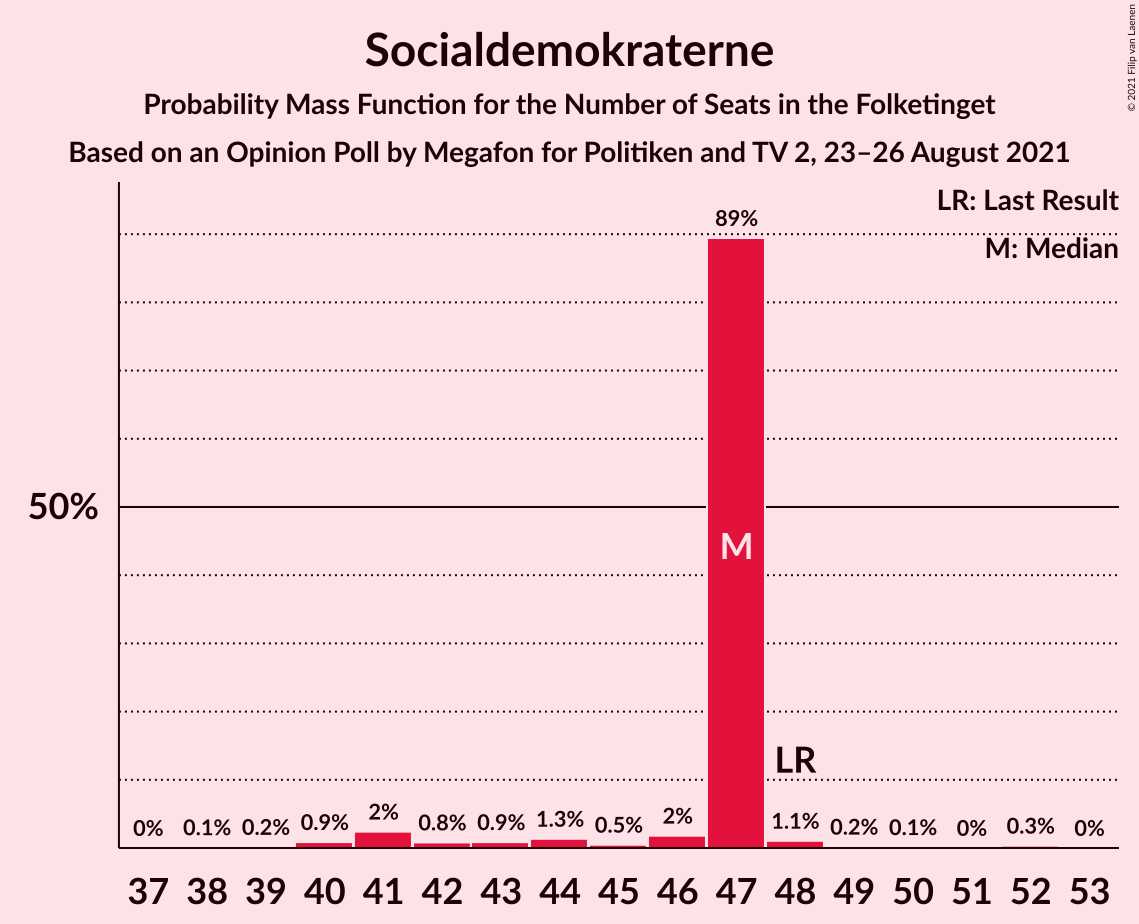 Socialdemokraterne
Probability Mass Function for the Number of Seats in the Folketinget
Based on an Opinion Poll by Megafon for Politiken and TV 2, 23–26 August 2021
© 2021 Filip van Laenen
LR: Last Result
M: Median
50%
0% 0.1% 0.2% 0.9% 2% 0.8% 0.9% 1.3% 0.5% 2% 89% 1.1% 0.2% 0.1% 0% 0.3% 0%
M
LR
37 38 39 40 41 42 43 44 45 46 47 48 49 50 51 52 53